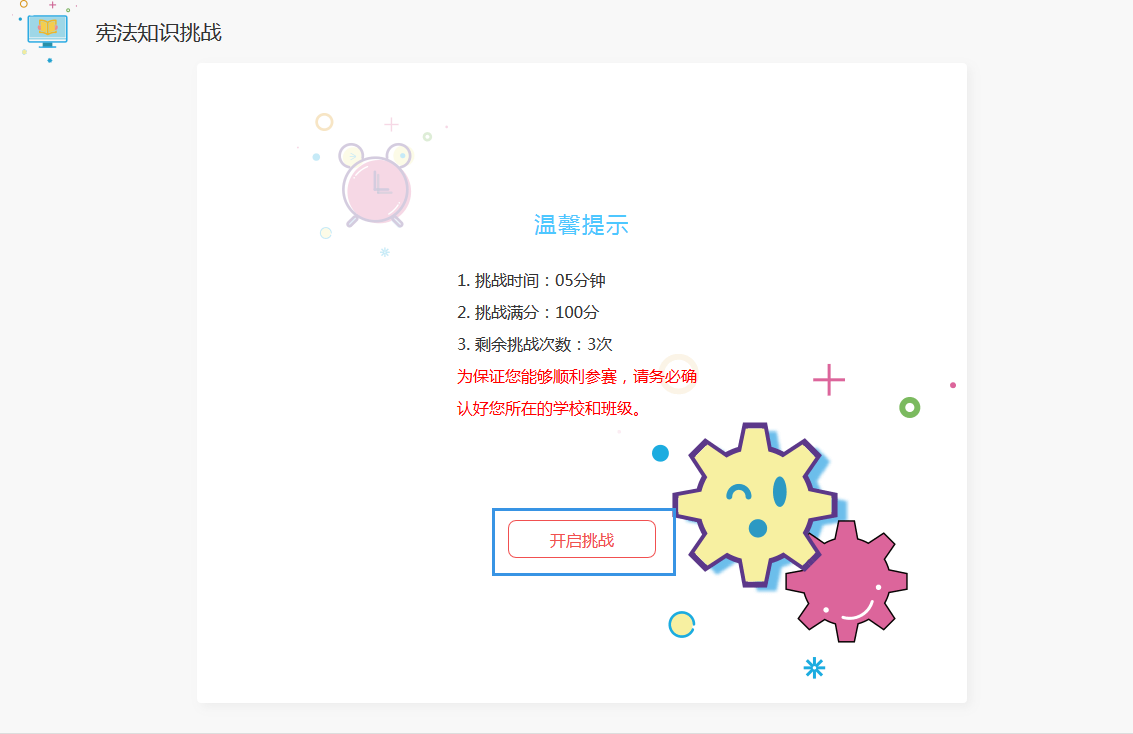 宪法知识挑战
温馨提示
1. 挑战时间：05分钟
2. 挑战满分：100分
3. 剩余挑战次数：3次
为保证您能够顺利参赛，请务必确
认好您所在的学校和班级。
开启挑战